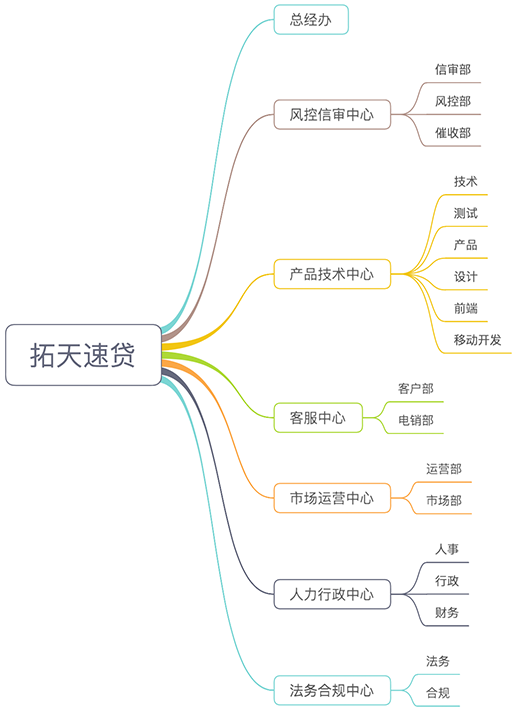 拓天速贷
总经办
风控信审中心
信审部
风控部
催收部
产品技术中心
技术
测试
产品
设计
前端
移动开发
客服中心
客户部
电销部
市场运营中心
运营部
市场部
人力行政中心
人事
行政
财务
法务合规中心
法务
合规